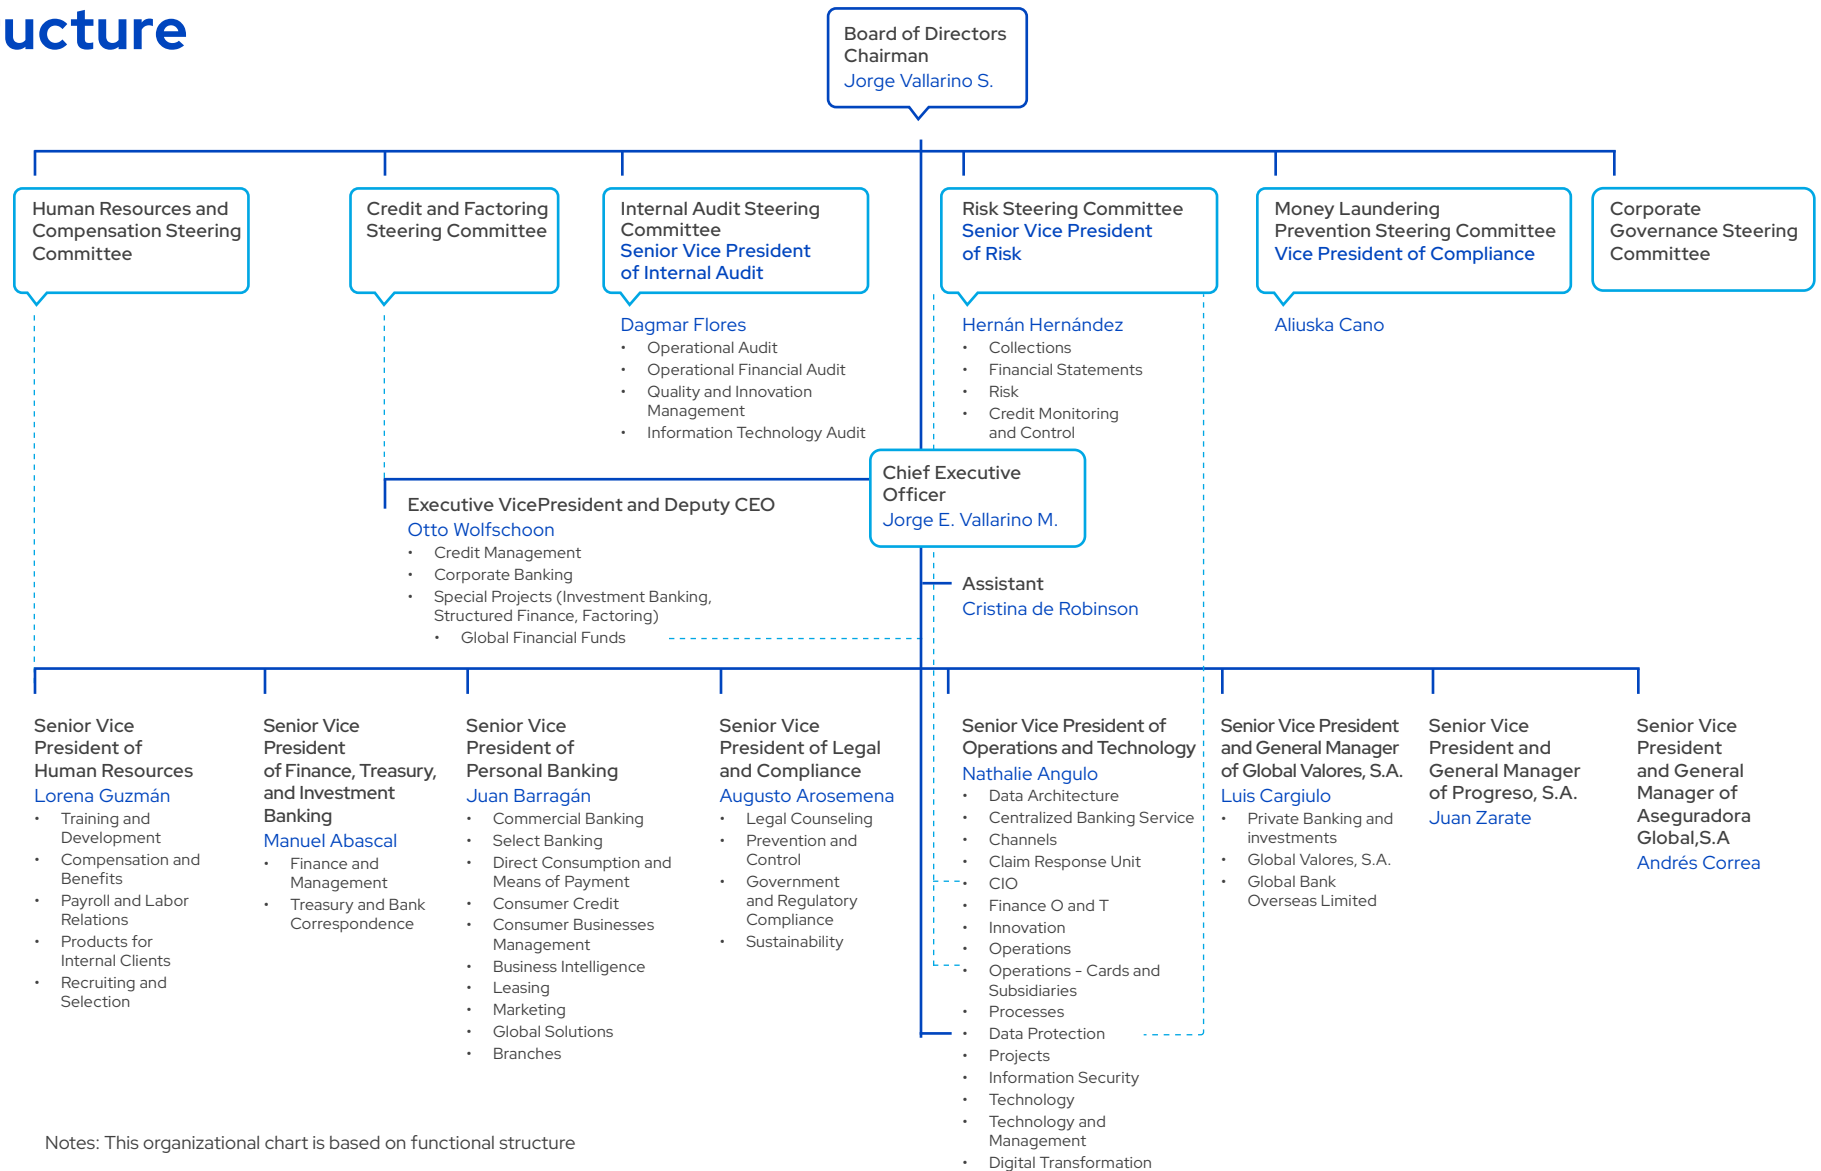 ucture
Board of Directors
Chairman
Jorge Vallarino S.
Human Resources and
Compensation Steering
Committee
Credit and Factoring
Steering Committee
Internal Audit Steering
Committee
Senior Vice President
of Internal Audit
Risk Steering Committee
Senior Vice President
of Risk
Money Laundering
Prevention Steering Committee
Vice President of Compliance
Corporate
Governance Steering
Committee
Dagmar Flores
• Operational Audit
• Operational Financial Audit
• Quality and Innovation
Management
• Information Technology Audit
Hernán Hernández
• Collections
• Financial Statements
• Risk
• Credit Monitoring
and Control
Aliuska Cano
Chief Executive
Officer
Jorge E. Vallarino M.
Executive VicePresident and Deputy CEO
Otto Wolfschoon
• Credit Management
• Corporate Banking
• Special Projects (Investment Banking,
Structured Finance, Factoring)
• Global Financial Funds
Assistant
Cristina de Robinson
Senior Vice
President of
Human Resources
Lorena Guzmán
• Training and
Development
• Compensation and
Benefits
• Payroll and Labor
Relations
• Products for
Internal Clients
• Recruiting and
Selection
Senior Vice
President
of Finance, Treasury,
and Investment
Banking
Manuel Abascal
• Finance and
Management
• Treasury and Bank
Correspondence
Senior Vice
President of
Personal Banking
Juan Barragán
• Commercial Banking
• Select Banking
• Direct Consumption and
Means of Payment
• Consumer Credit
• Consumer Businesses
Management
• Business Intelligence
• Leasing
• Marketing
• Global Solutions
• Branches
Senior Vice
President of Legal
and Compliance
Augusto Arosemena
• Legal Counseling
• Prevention and
Control
• Government
and Regulatory
Compliance
• Sustainability
Senior Vice President of
Operations and Technology
Nathalie Angulo
• Data Architecture
• Centralized Banking Service
• Channels
• Claim Response Unit
• CIO
• Finance O and T
• Innovation
• Operations
• Operations - Cards and
Subsidiaries
• Processes
• Data Protection
• Projects
• Information Security
• Technology
• Technology and
Management
• Digital Transformation
Senior Vice President
and General Manager
of Global Valores, S.A.
Luis Cargiulo
• Private Banking and
investments
• Global Valores, S.A.
• Global Bank
Overseas Limited
Senior Vice
President and
General Manager
of Progreso, S.A.
Juan Zarate
Senior Vice
President
and General
Manager of
Aseguradora
Global,S.A
Andrés Correa
Notes: This organizational chart is based on functional structure